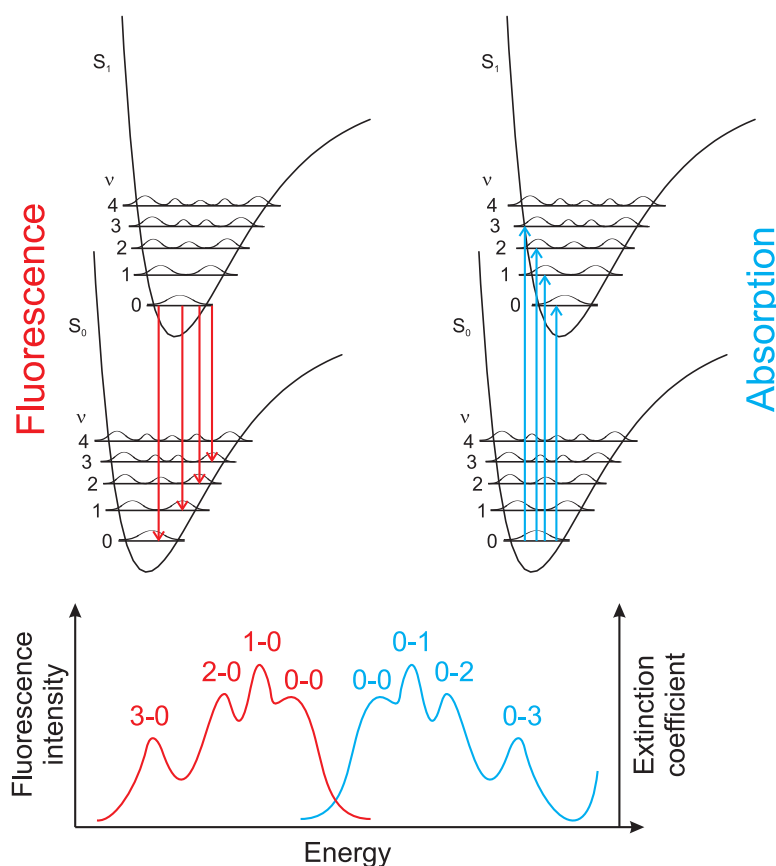 S1
ν
4
3
2
1
0
S0
ν
4
3
2
1
0
Fluorescence
S1
ν
4
3
2
1
0
S0
ν
4
3
2
1
0
Absorption
Fluorescence
intensity
3-0
2-0
1-0
0-0
0-0
0-1
0-2
0-3
Extinction
coefficient
Energy